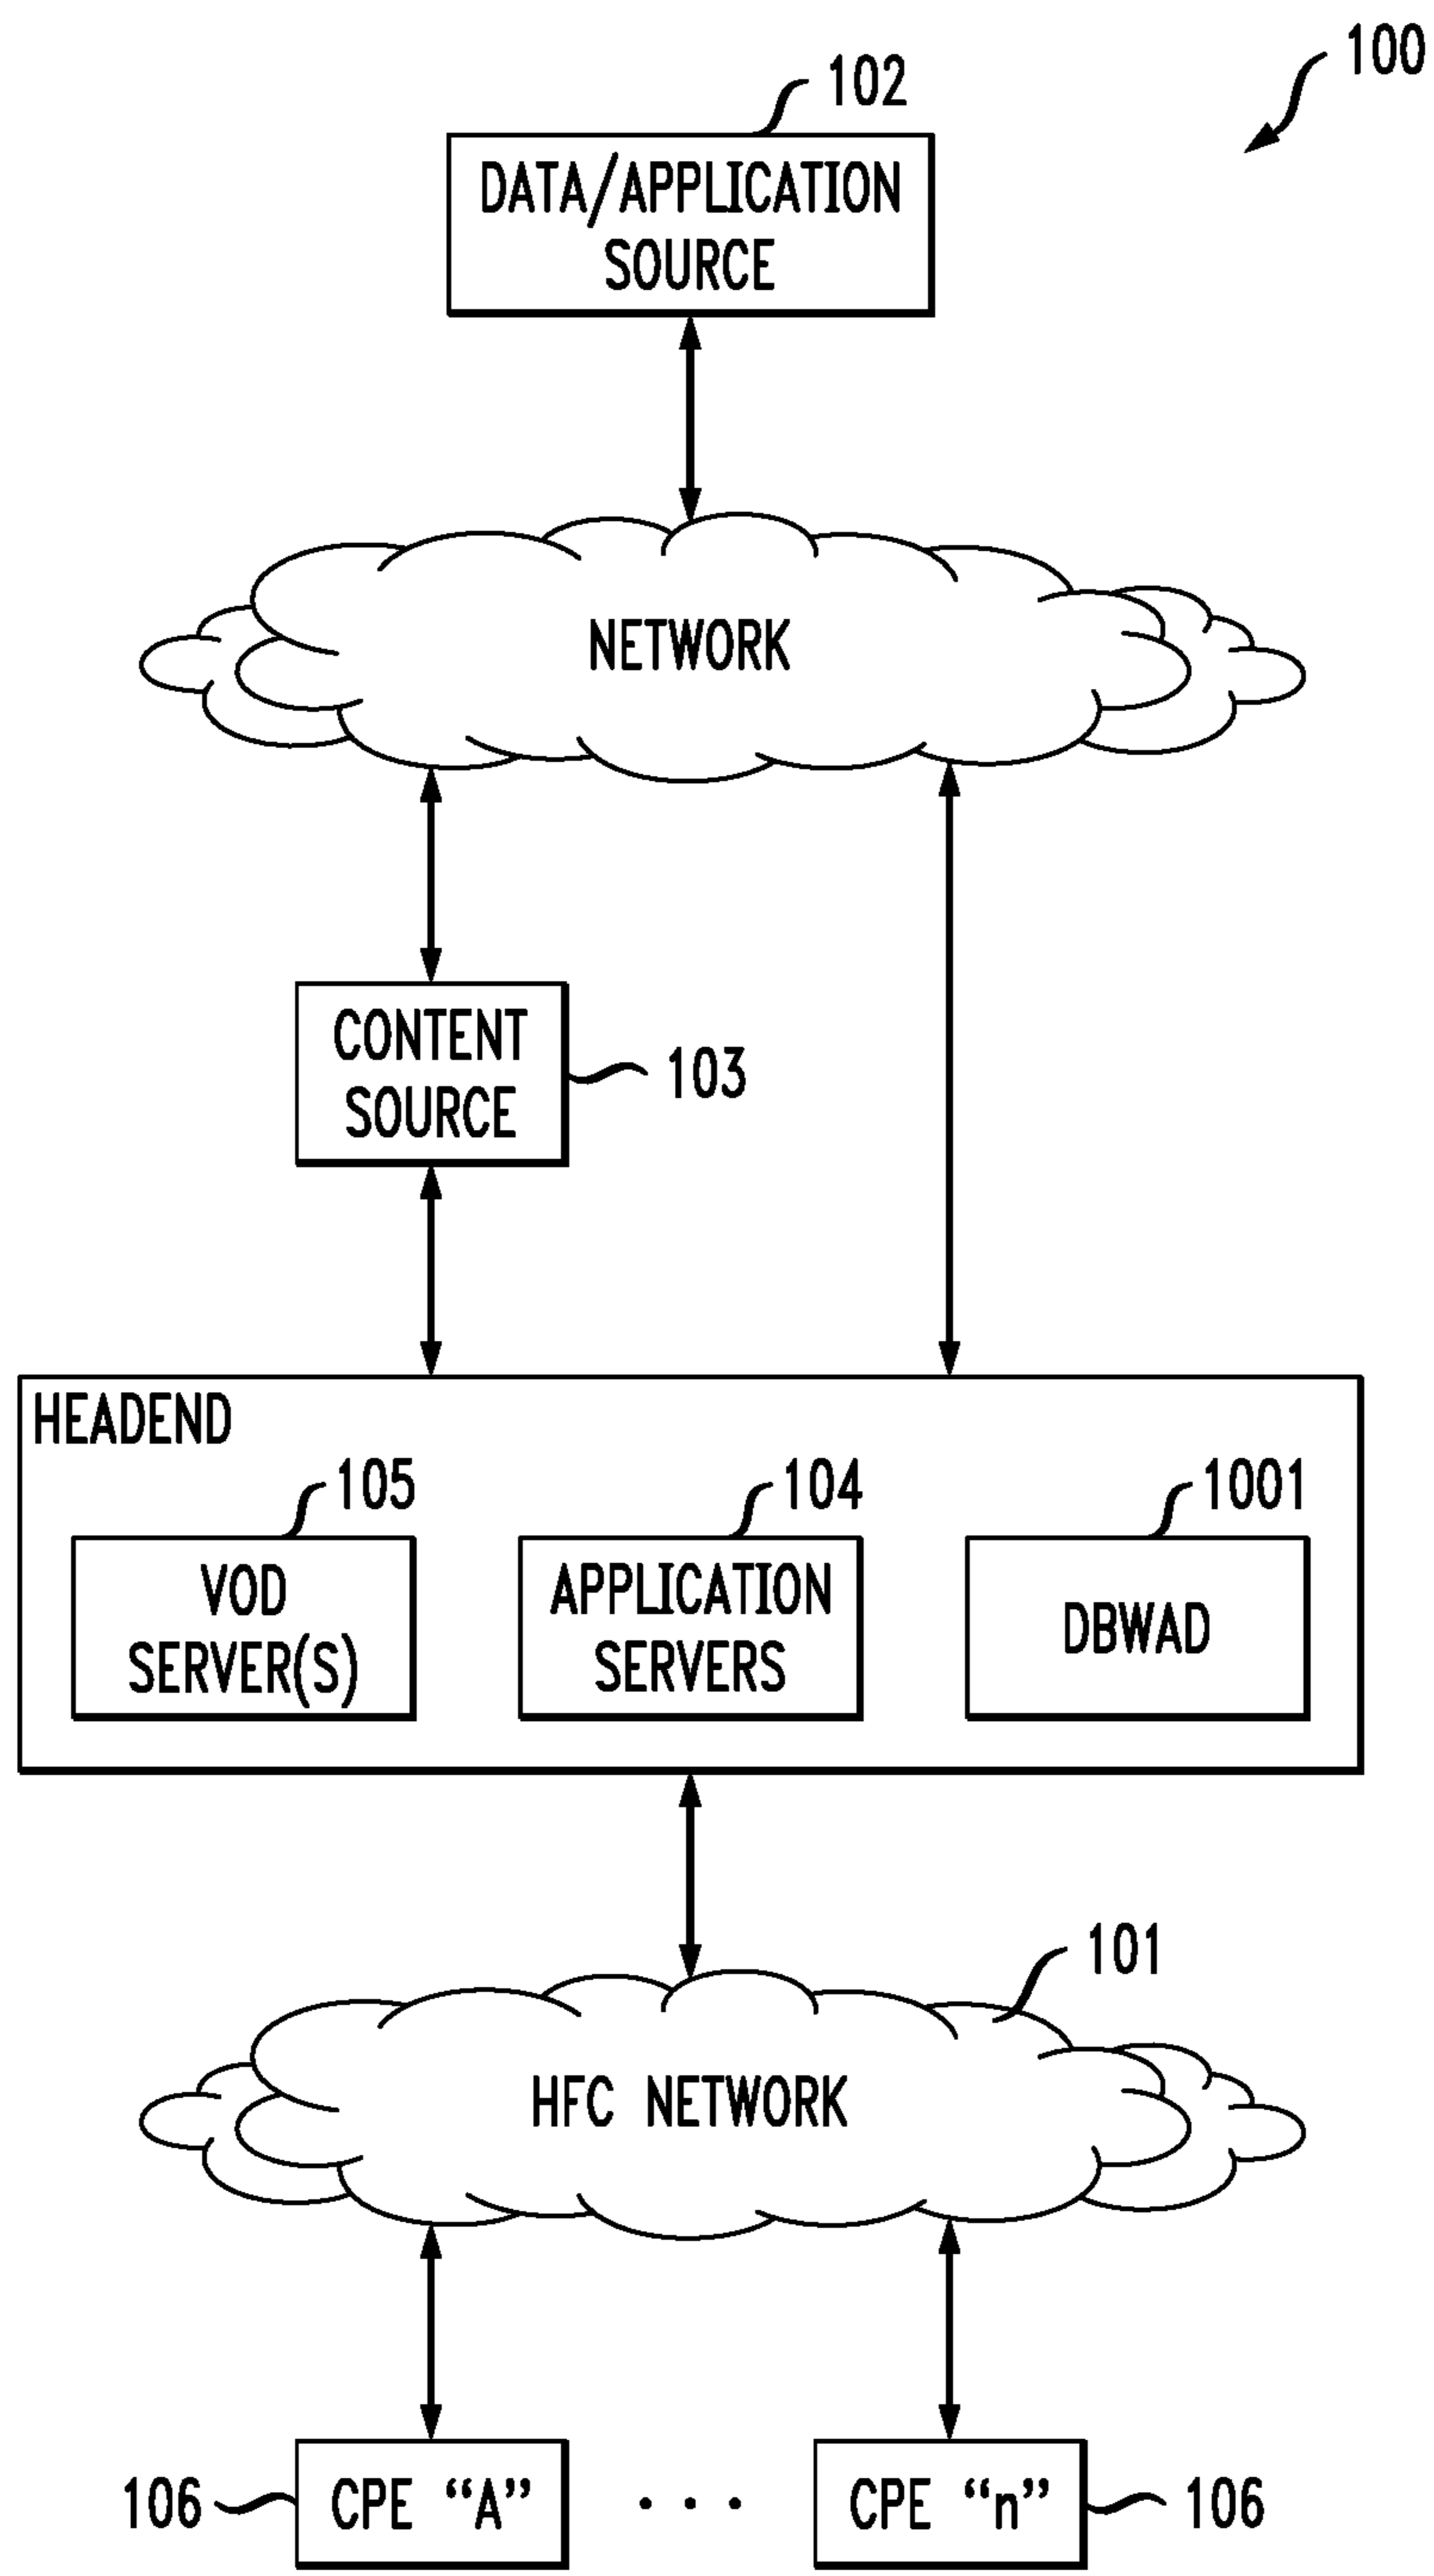 100
102
DATA/APPLICATION
SOURCE
NETWORK
CONTENT
SOURCE
103
HEADEND
105
104
1001
VOD
SERVER(S)
APPLICATION
SERVERS
DBWAD
101
HFC NETWORK
106
CPE “A”
. . .
CPE “n”
106